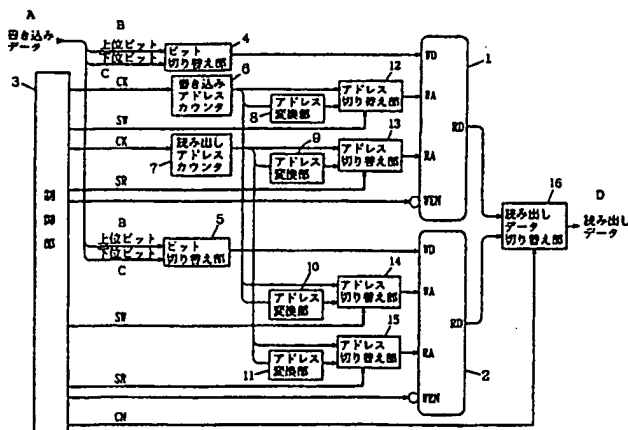 A
書き込み
データ
B
上位ビット
下位ビット
C
ビット
切り替え部
4
3
CK
書き込み
アドレス
カウンタ
6
SW
CK
読み出し
アドレス
カウンタ
7
SR
アドレス
変換部
8
アドレス
変換部
9
アドレス
切り替え部
12
アドレス
切り替え部
13
WD
WA
RA
WEN
RD
1
制
御
部
B
上位ビット
下位ビット
C
ビット
切り替え部
5
SW
SR
CN
アドレス
変換部
10
アドレス
変換部
11
アドレス
切り替え部
14
アドレス
切り替え部
15
WD
WA
RA
WEN
RD
2
読み出し
データ
切り替え部
16
D
読み出し
データ